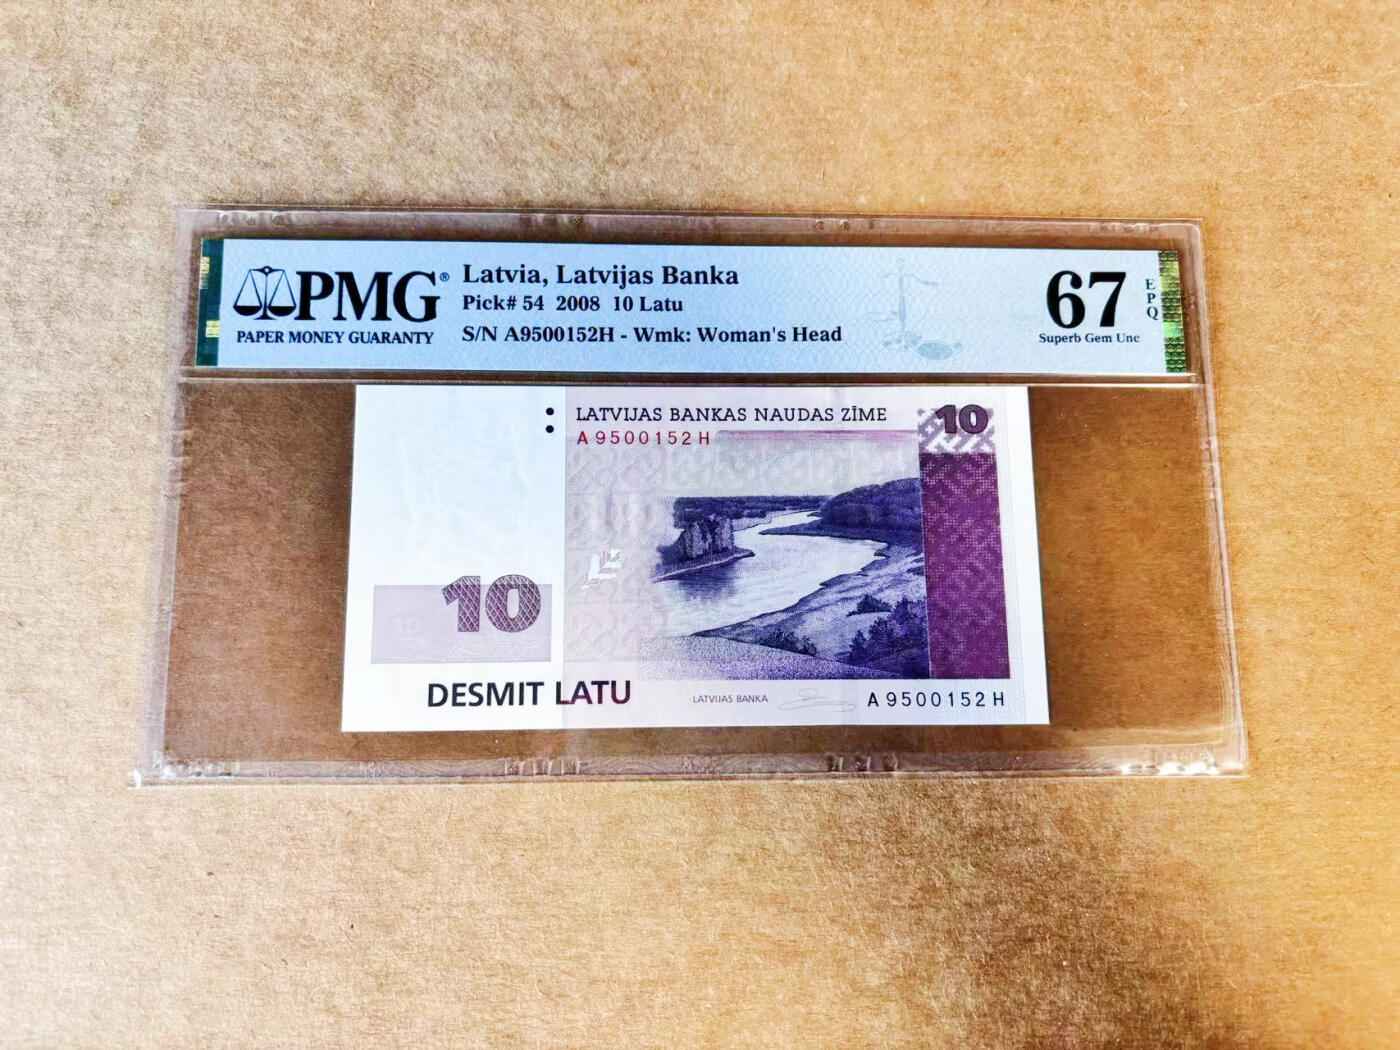 PMG®
PAPER MONEY GUARANTY
Latvia, Latvijas Banka
Pick# 54 2008 10 Latu
S/N A9500152H - Wmk: Woman's Head
67
EPQ
Superb Gem Unc
LATVIJAS BANKAS NAUDAS ZĪME
A9500152H
10
10
DESMIT LATU
LATVIJAS BANKA
A9500152H